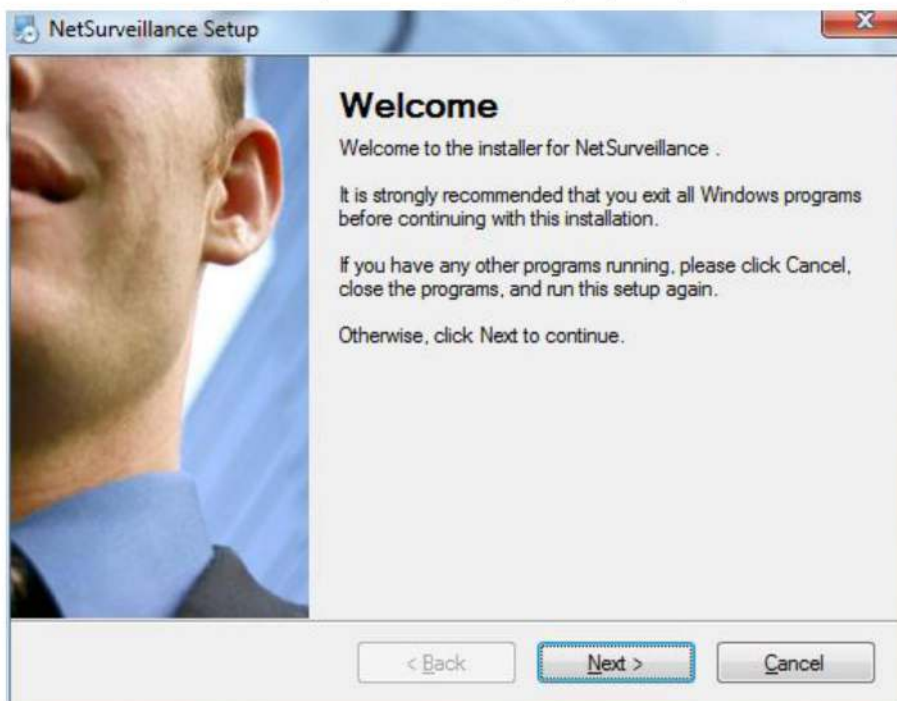 NetSurveillance Setup
Welcome
Welcome to the installer for NetSurveillance .
It is strongly recommended that you exit all Windows programs
before continuing with this installation.
If you have any other programs running, please click Cancel,
close the programs, and run this setup again.
Otherwise, click Next to continue.
< Back
Next >
Cancel